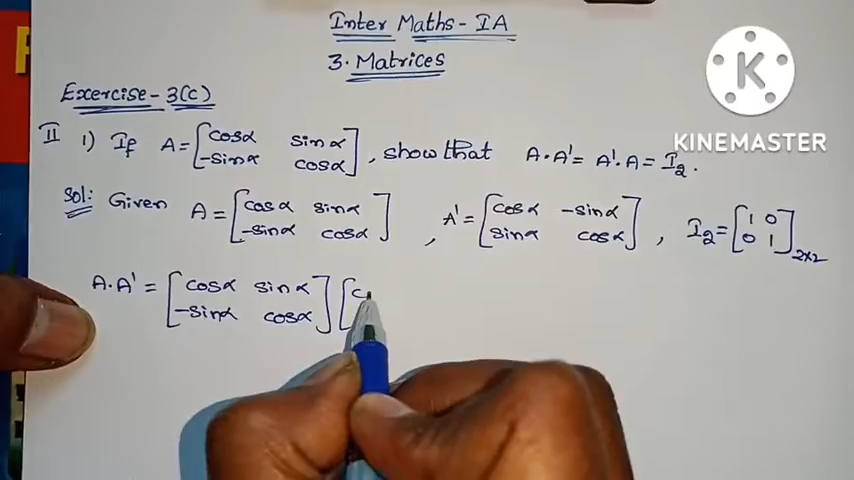 Inter Maths - IA
3. Matrices
K
KINEMASTER
Exercise - 3(c)
II 1) If A = [cosα sinα
-sinα cosα], show that A·A' = A'·A = I₂.
Sol: Given A = [cosα sinα
-sinα cosα], A' = [cosα -sinα
sinα cosα], I₂ = [1 0
0 1]₂ₓ₂
A·A' = [cosα sinα
-sinα cosα] [c